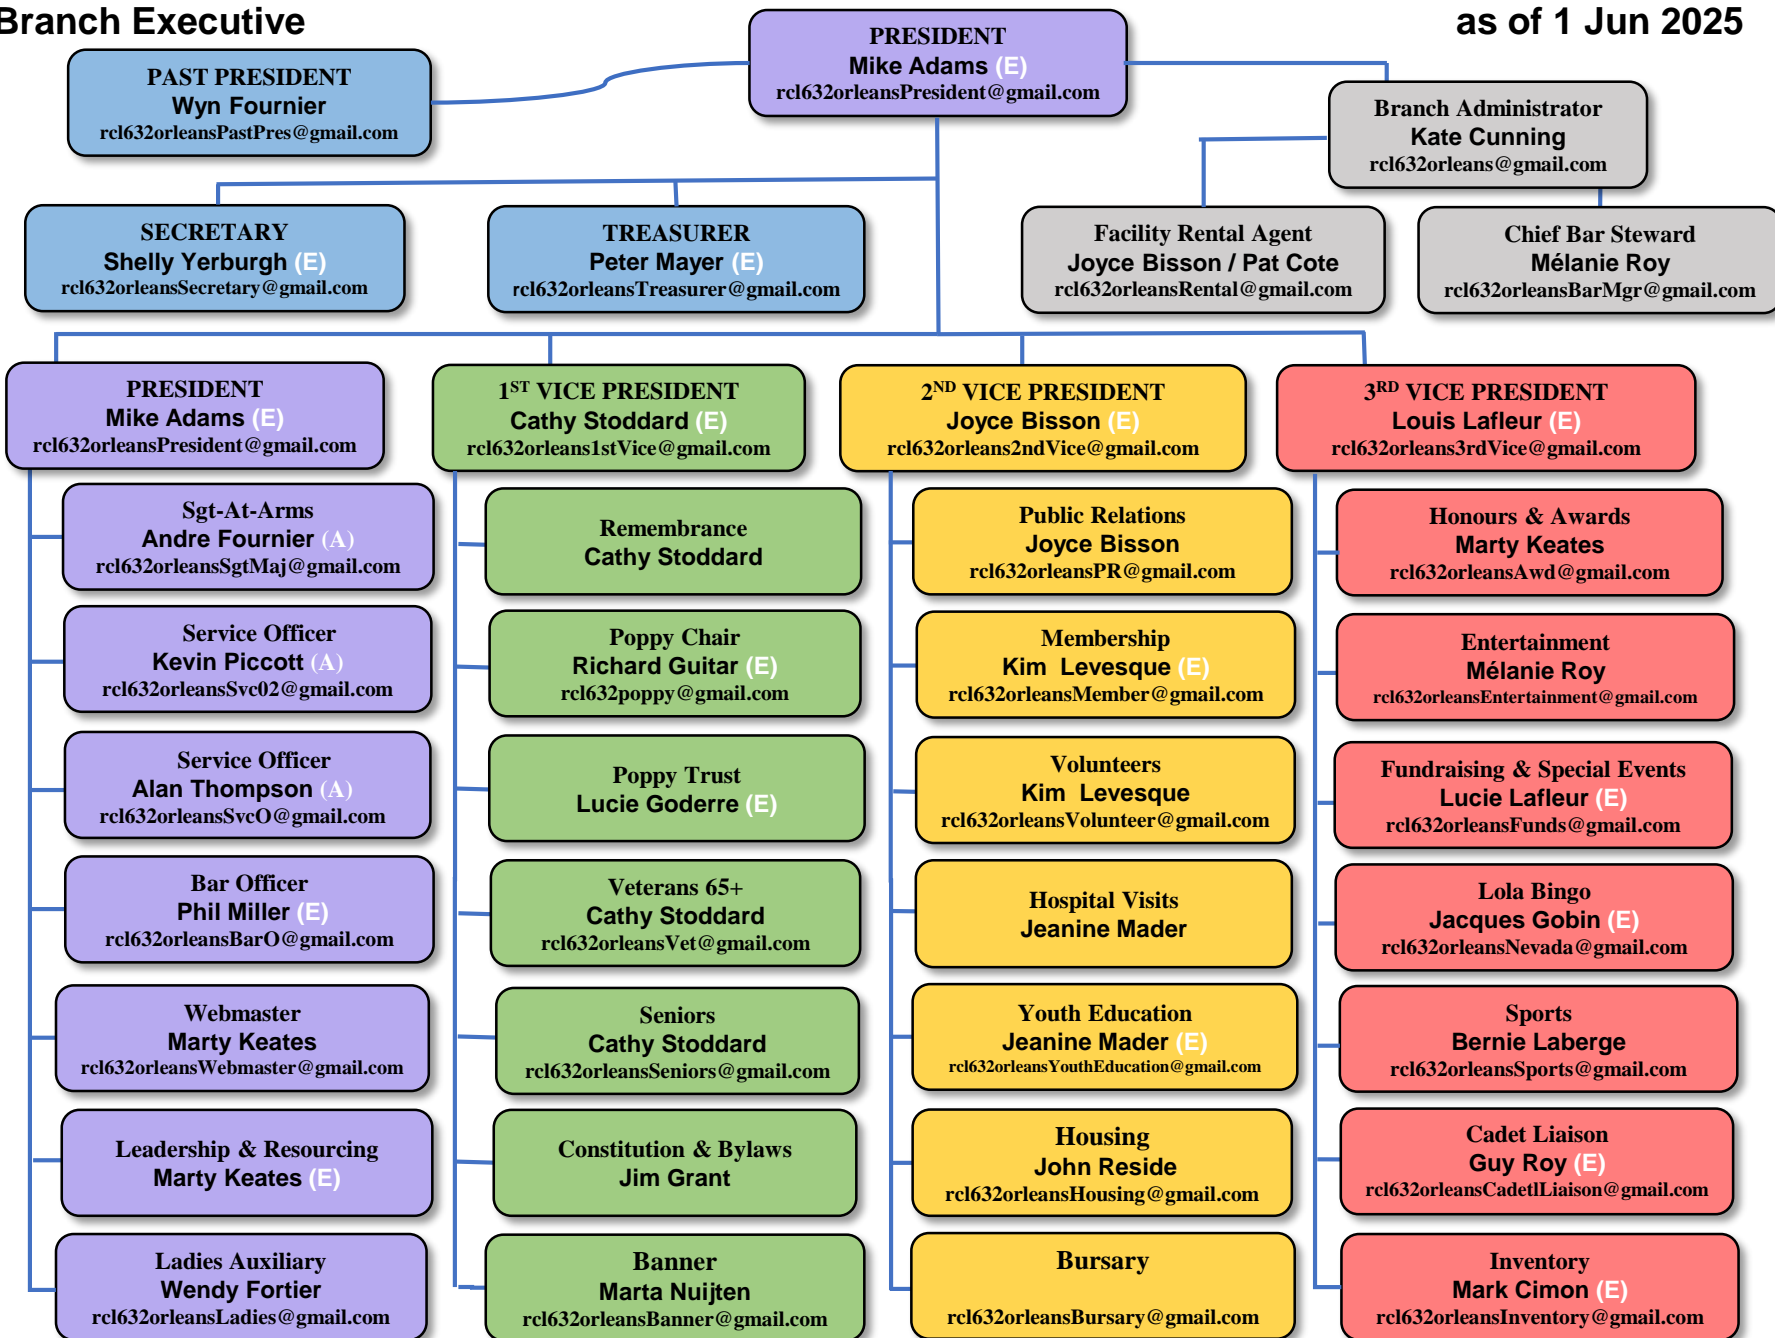 Branch Executive
as of 1 Jun 2025
PRESIDENT
Mike Adams (E)
rcl632orleansPresident@gmail.com
PAST PRESIDENT
Wyn Fournier
rcl632orleansPastPres@gmail.com
Branch Administrator
Kate Cunning
rcl632orleans@gmail.com
SECRETARY
Shelly Yerburgh (E)
rcl632orleansSecretary@gmail.com
TREASURER
Peter Mayer (E)
rcl632orleansTreasurer@gmail.com
Facility Rental Agent
Joyce Bisson / Pat Cote
rcl632orleansRental@gmail.com
Chief Bar Steward
Mélanie Roy
rcl632orleansBarMgr@gmail.com
PRESIDENT
Mike Adams (E)
rcl632orleansPresident@gmail.com
Sgt-At-Arms
Andre Fournier (A)
rcl632orleansSgtMaj@gmail.com
Service Officer
Kevin Piccott (A)
rcl632orleansSvc02@gmail.com
Service Officer
Alan Thompson (A)
rcl632orleansSvcO@gmail.com
Bar Officer
Phil Miller (E)
rcl632orleansBarO@gmail.com
Webmaster
Marty Keates
rcl632orleansWebmaster@gmail.com
Leadership & Resourcing
Marty Keates (E)
Ladies Auxiliary
Wendy Fortier
rcl632orleansLadies@gmail.com
1ST VICE PRESIDENT
Cathy Stoddard (E)
rcl632orleans1stVice@gmail.com
Remembrance
Cathy Stoddard
Poppy Chair
Richard Guitar (E)
rcl632poppy@gmail.com
Poppy Trust
Lucie Goderre (E)
Veterans 65+
Cathy Stoddard
rcl632orleansVet@gmail.com
Seniors
Cathy Stoddard
rcl632orleansSeniors@gmail.com
Constitution & Bylaws
Jim Grant
Banner
Marta Nuijten
rcl632orleansBanner@gmail.com
2ND VICE PRESIDENT
Joyce Bisson (E)
rcl632orleans2ndVice@gmail.com
Public Relations
Joyce Bisson
rcl632orleansPR@gmail.com
Membership
Kim Levesque (E)
rcl632orleansMember@gmail.com
Volunteers
Kim Levesque
rcl632orleansVolunteer@gmail.com
Hospital Visits
Jeanine Mader
Youth Education
Jeanine Mader (E)
rcl632orleansYouthEducation@gmail.com
Housing
John Reside
rcl632orleansHousing@gmail.com
Bursary
rcl632orleansBursary@gmail.com
3RD VICE PRESIDENT
Louis Lafleur (E)
rcl632orleans3rdVice@gmail.com
Honours & Awards
Marty Keates
rcl632orleansAwd@gmail.com
Entertainment
Mélanie Roy
rcl632orleansEntertainment@gmail.com
Fundraising & Special Events
Lucie Lafleur (E)
rcl632orleansFunds@gmail.com
Lola Bingo
Jacques Gobin (E)
rcl632orleansNevada@gmail.com
Sports
Bernie Laberge
rcl632orleansSports@gmail.com
Cadet Liaison
Guy Roy (E)
rcl632orleansCadetlLiaison@gmail.com
Inventory
Mark Cimon (E)
rcl632orleansInventory@gmail.com